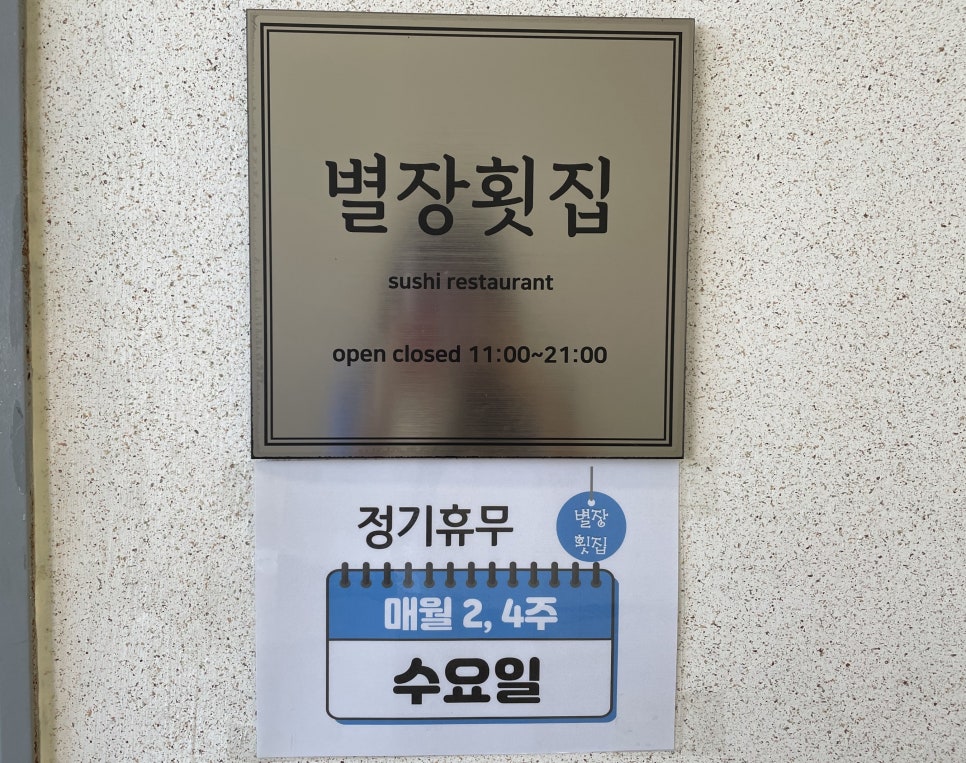 별장횟집
sushi restaurant
open closed 11:00~21:00
정기휴무
별장
횟집
매월 2, 4주
수요일